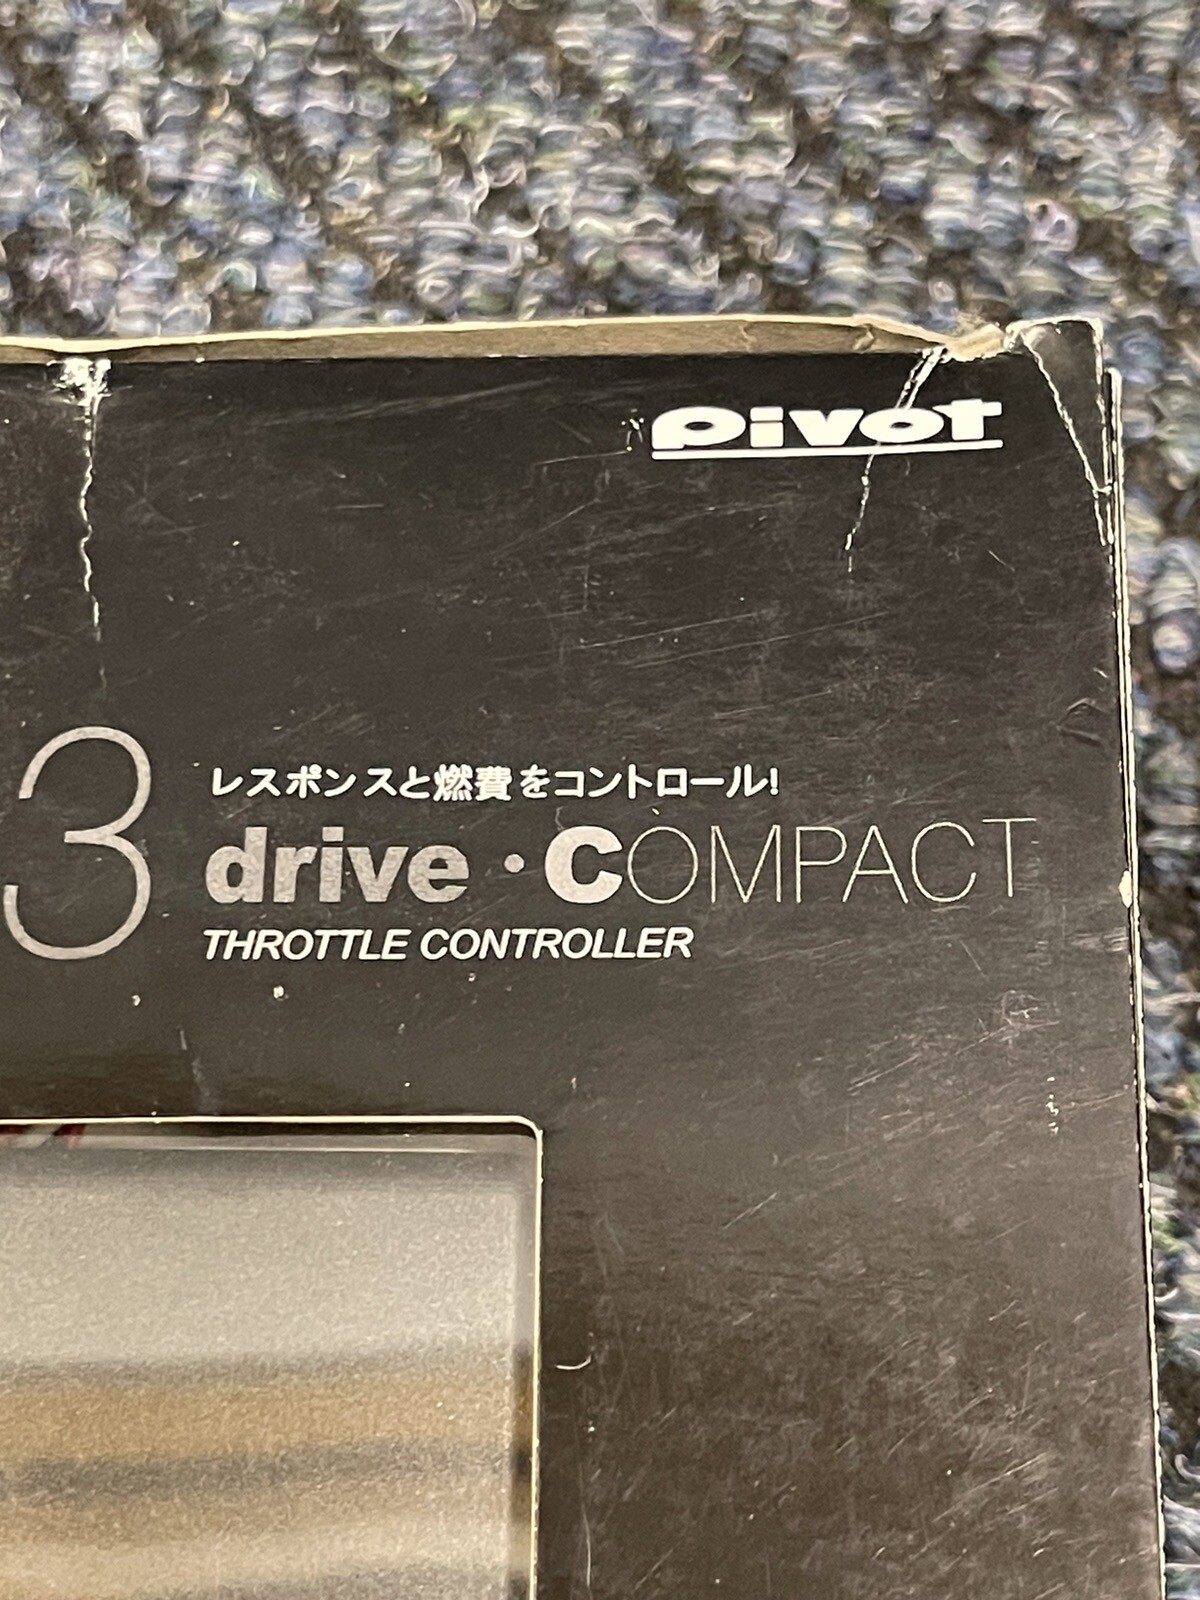 pivot
3
レスポンスと燃費をコントロール!
drive・COMPACT
THROTTLE CONTROLLER